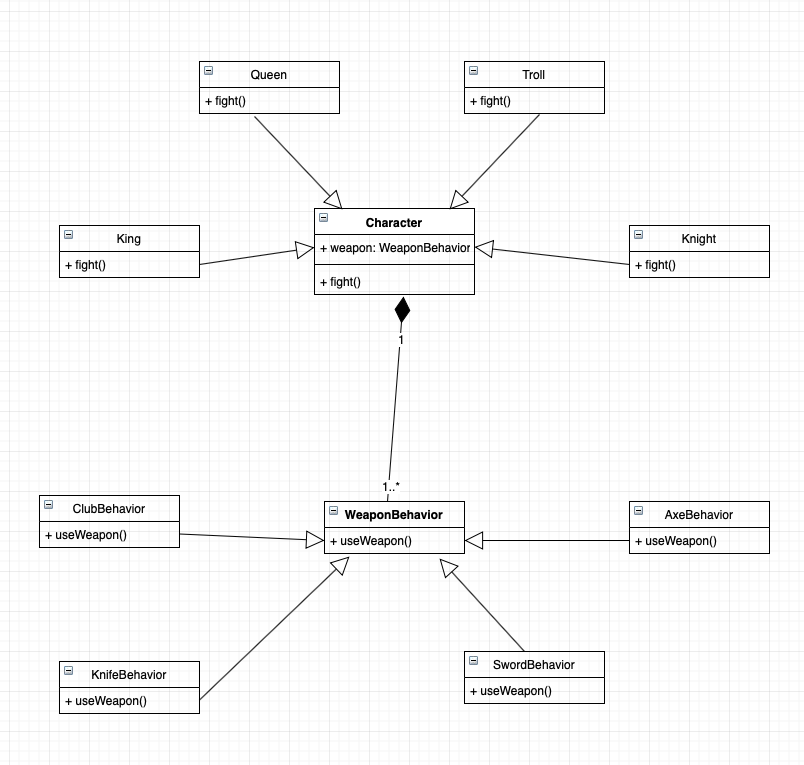 Queen
+ fight()
Troll
+ fight()
King
+ fight()
Character
+ weapon: WeaponBehavior
+ fight()
Knight
+ fight()
1
1..*
ClubBehavior
+ useWeapon()
WeaponBehavior
+ useWeapon()
AxeBehavior
+ useWeapon()
KnifeBehavior
+ useWeapon()
SwordBehavior
+ useWeapon()